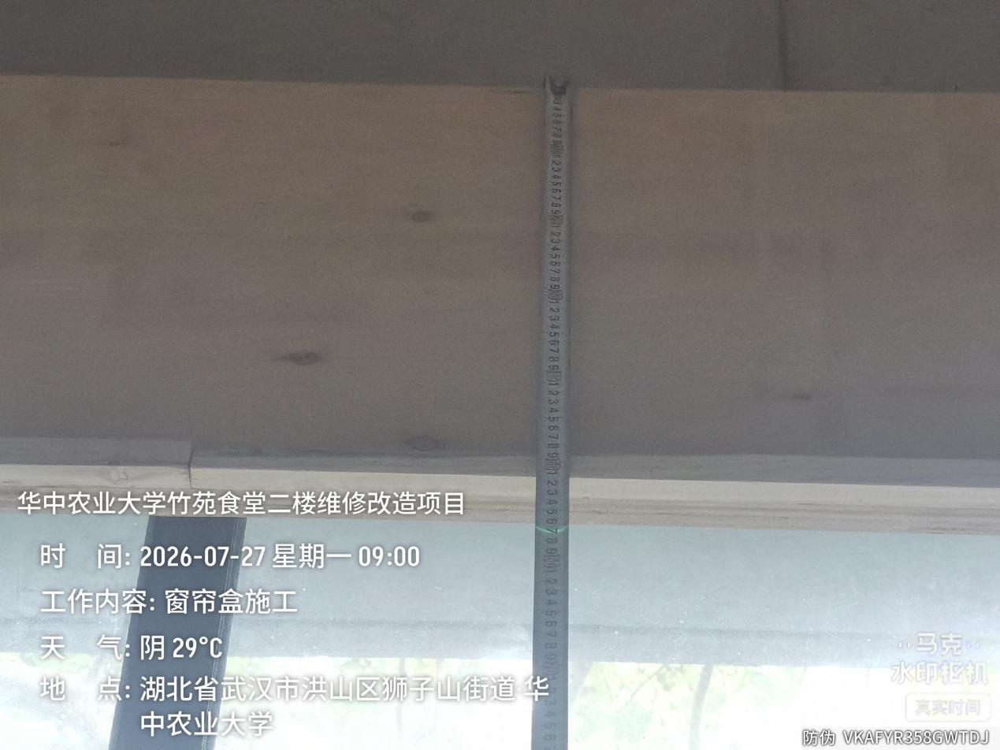 华中农业大学竹苑食堂二楼维修改造项目
时 间: 2026-07-27 星期一 09:00
工作内容: 窗帘盒施工
天 气: 阴 29°C
地 点: 湖北省武汉市洪山区狮子山街道·华
中农业大学
马克
水印相机
真实时间
防伪 VKAFYR358GWTDJ